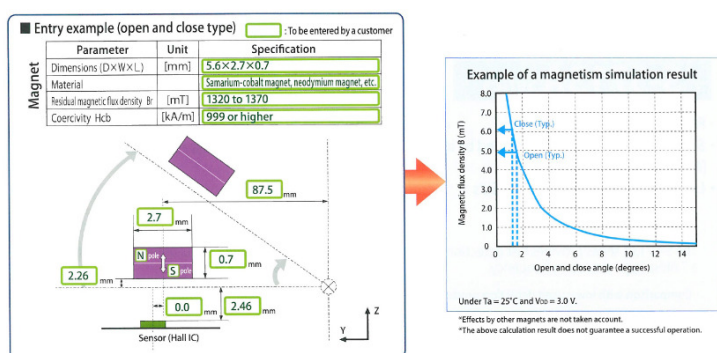 ■ Entry example (open and close type) : To be entered by a customer
Magnet
Parameter Unit Specification
Dimensions (D×W×L) [mm] 5.6×2.7×0.7
Material Samarium-cobalt magnet, neodymium magnet, etc.
Residual magnetic flux density Br [mT] 1320 to 1370
Coercivity Hcb [kA/m] 999 or higher
87.5 mm
2.7 mm
N pole
S pole
0.7 mm
2.26 mm
0.0 mm
2.46 mm
Sensor (Hall IC)
Y
Z
Example of a magnetism simulation result
Magnetic flux density B (mT)
8.0
7.0
6.0
5.0
4.0
3.0
2.0
1.0
0
Close (Typ.)
Open (Typ.)
0 2 4 6 8 10 12 14
Open and close angle (degrees)
Under Ta = 25°C and VDD = 3.0 V.
*Effects by other magnets are not taken account.
*The above calculation result does not guarantee a successful operation.